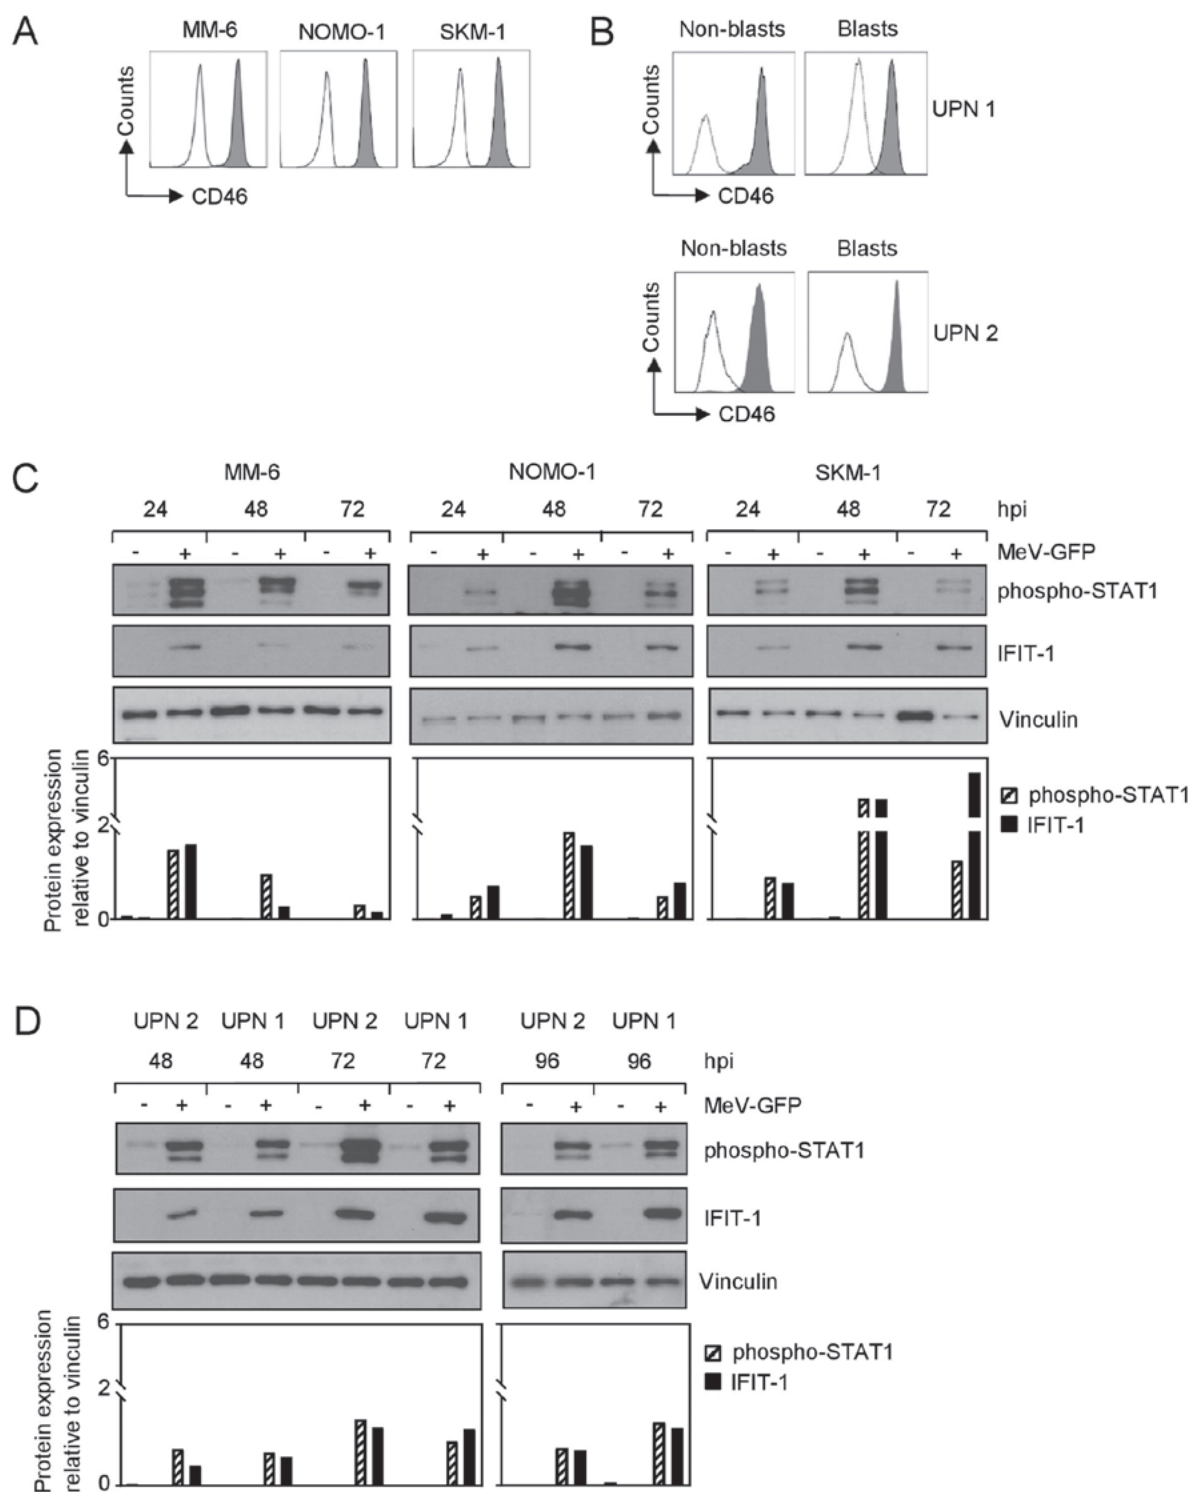 A
MM-6 NOMO-1 SKM-1
Counts
CD46
B
Non-blasts Blasts
Counts
UPN 1
CD46
Non-blasts Blasts
Counts
UPN 2
CD46
C
MM-6 NOMO-1 SKM-1
24 48 72 24 48 72 24 48 72 hpi
- + - + - + - + - + - + - + - + - + MeV-GFP
phospho-STAT1
IFIT-1
Vinculin
Protein expression
relative to vinculin
6
2
0
phospho-STAT1
IFIT-1
D
UPN 2 UPN 1 UPN 2 UPN 1 UPN 2 UPN 1
48 48 72 72 96 96 hpi
- + - + - + - + - + - + MeV-GFP
phospho-STAT1
IFIT-1
Vinculin
Protein expression
relative to vinculin
6
2
0
phospho-STAT1
IFIT-1